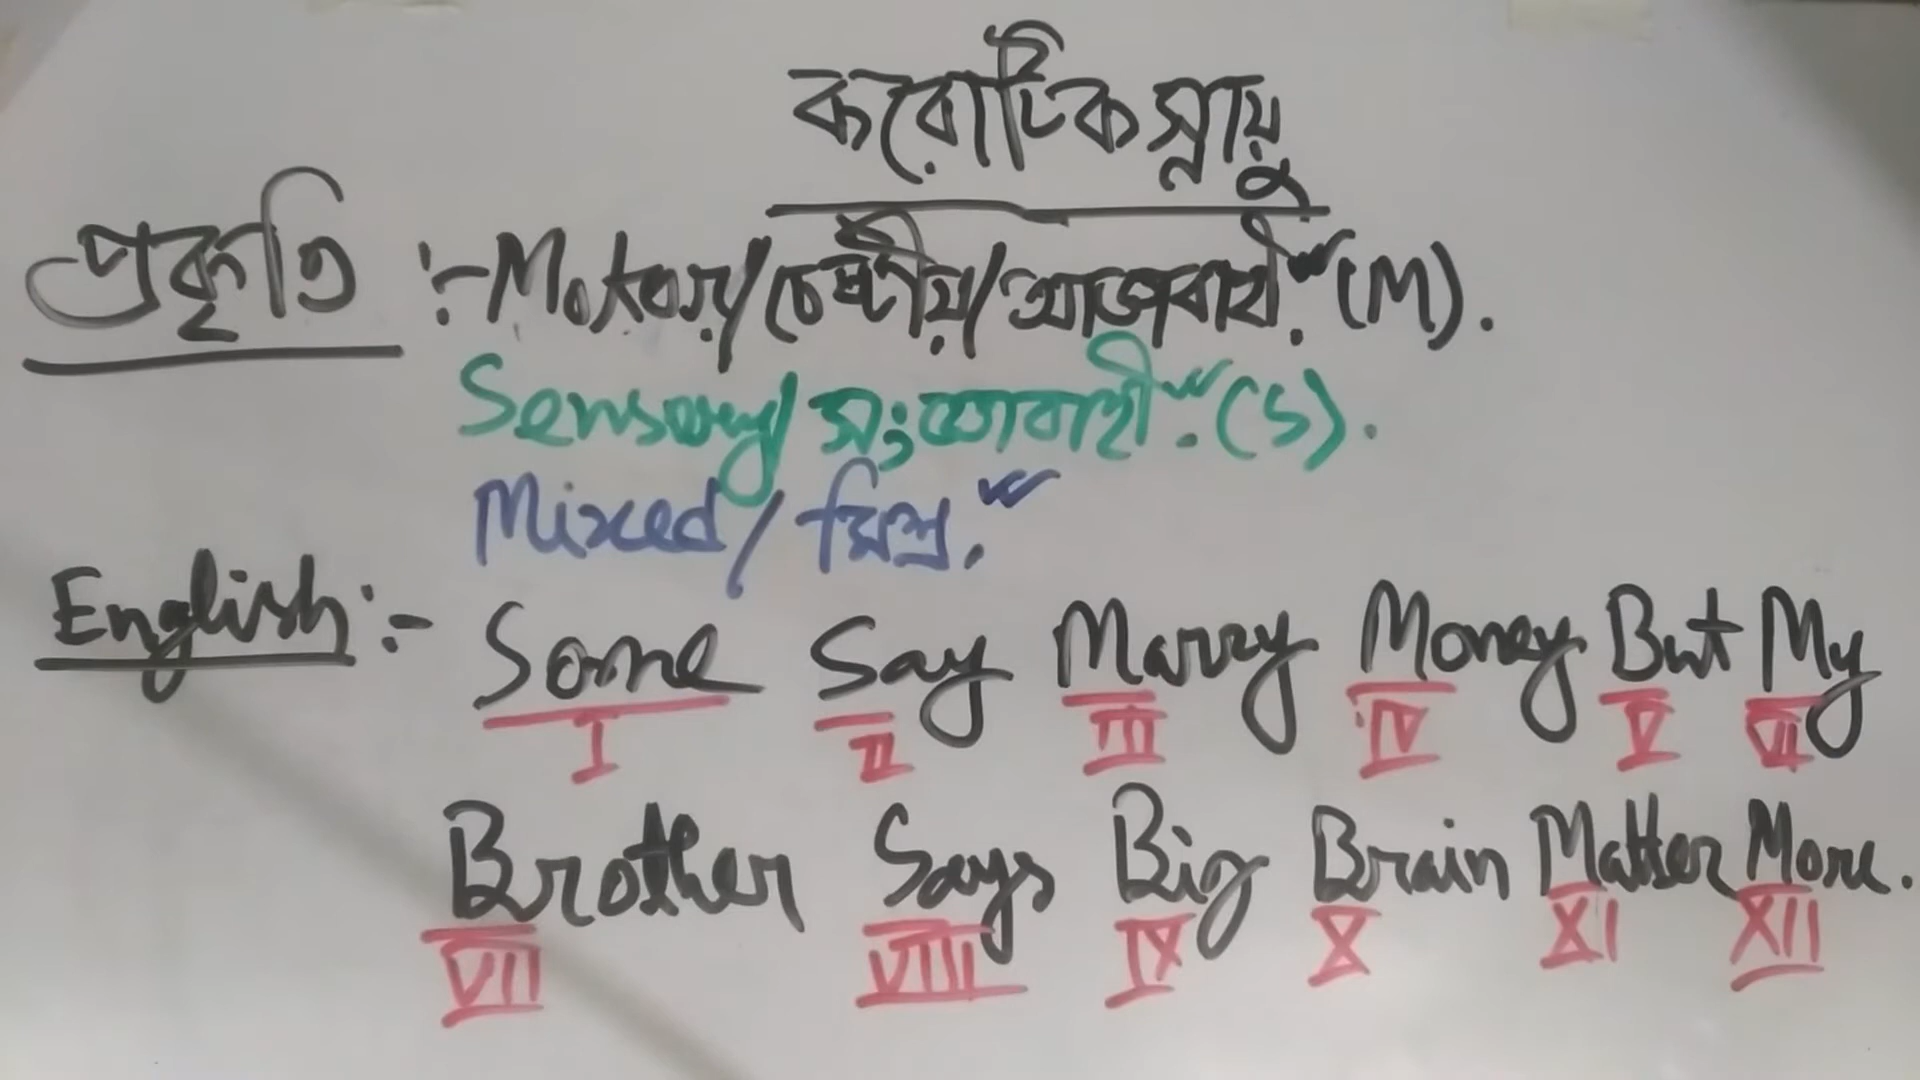 করোটিক স্নায়ু
প্রকৃতি :- Motor/চেষ্টীয়/আজ্ঞাবাহী. (M).
Sensory/সংজ্ঞাবাহী. (S).
Mixed/মিশ্র.
English :- Some Say Marry Money But My
I II III IV V VI
Brother Says Big Brain Matter More.
VII VIII IX X XI XII